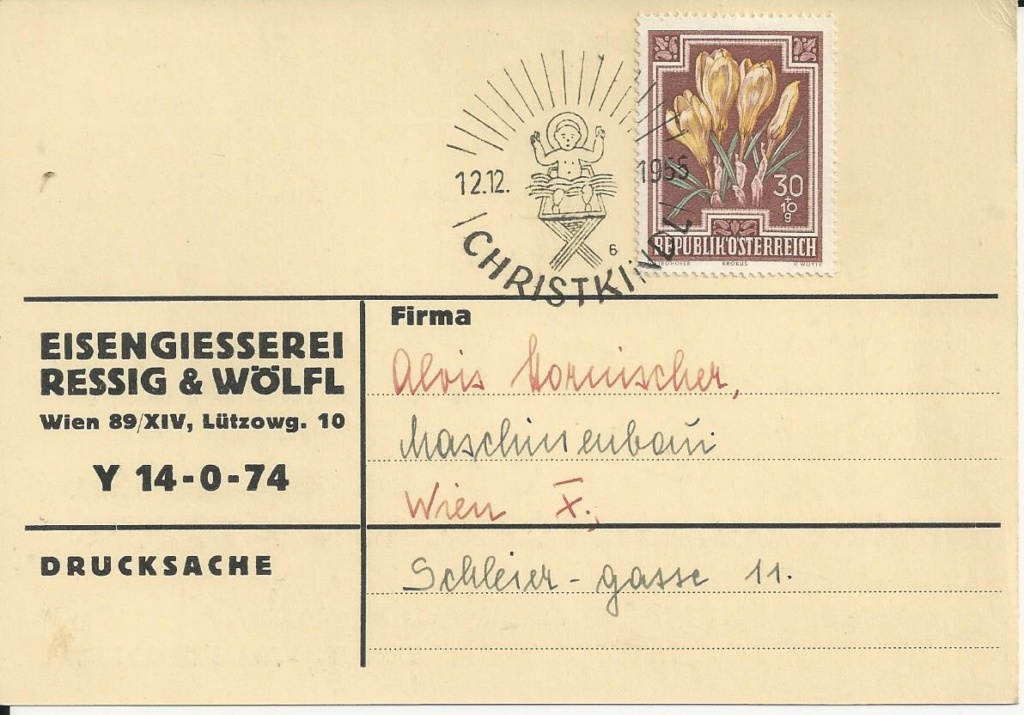 12.12. 1955
6
CHRISTKINDL
30
+
10
g
REPUBLIK ÖSTERREICH
KROKUS
EISENGIESSEREI
RESSIG & WÖLFL
Wien 89/XIV, Lützowg. 10
Y 14-0-74
DRUCKSACHE
Firma
Alois Hornischer,
Maschinenbau
Wien X.,
Schleier-gasse 11.